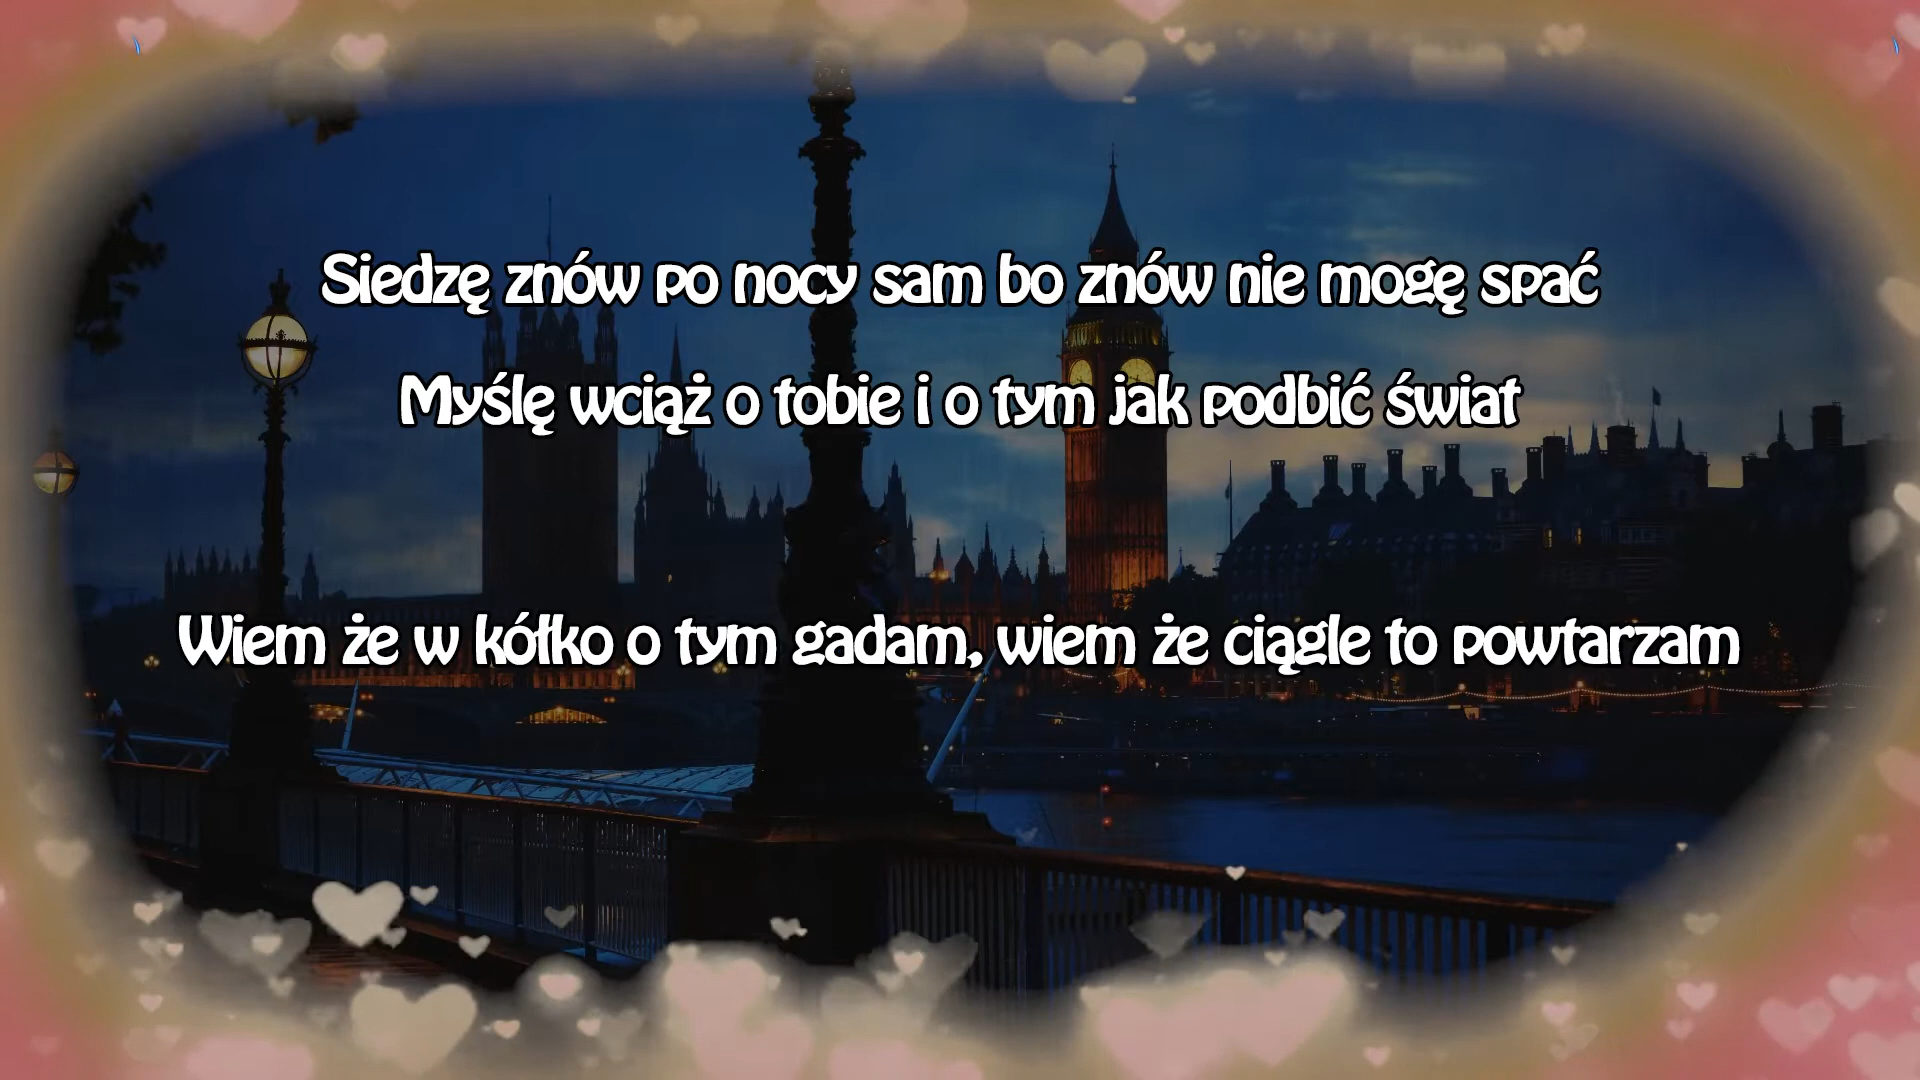 Siedzę znów po nocy sam bo znów nie mogę spać
Myślę wciąż o tobie i o tym jak podbić świat
Wiem że w kółko o tym gadam, wiem że ciągle to powtarzam